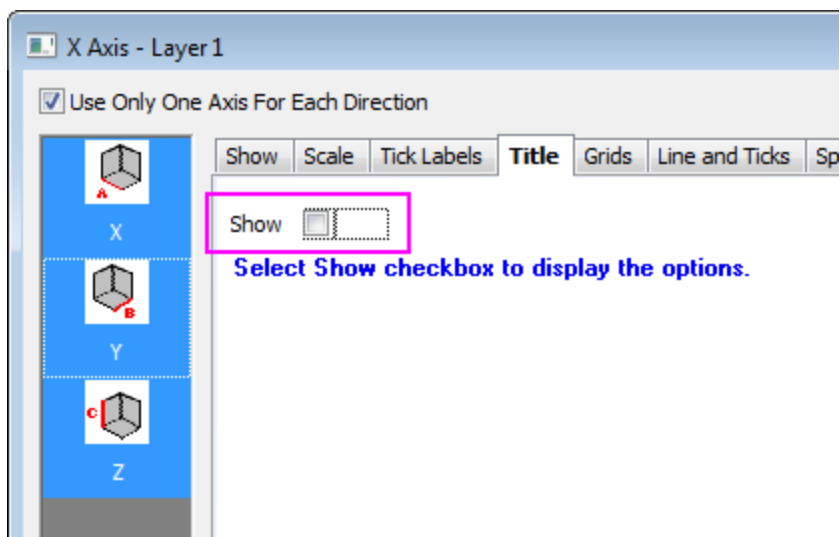 X Axis - Layer 1
Use Only One Axis For Each Direction
Show Scale Tick Labels Title Grids Line and Ticks Sp
A
X
Show
Select Show checkbox to display the options.
B
Y
C
Z